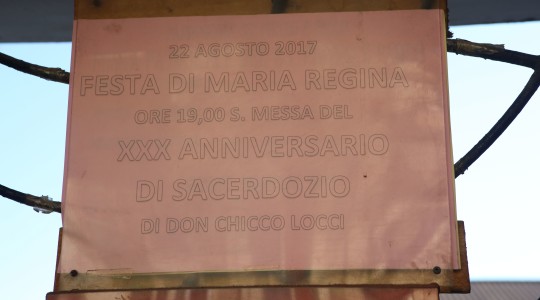 22 AGOSTO 2017
FESTA DI MARIA REGINA
ORE 19,00 S. MESSA DEL
XXX ANNIVERSARIO
DI SACERDOZIO
DI DON CHICCO LOCCI